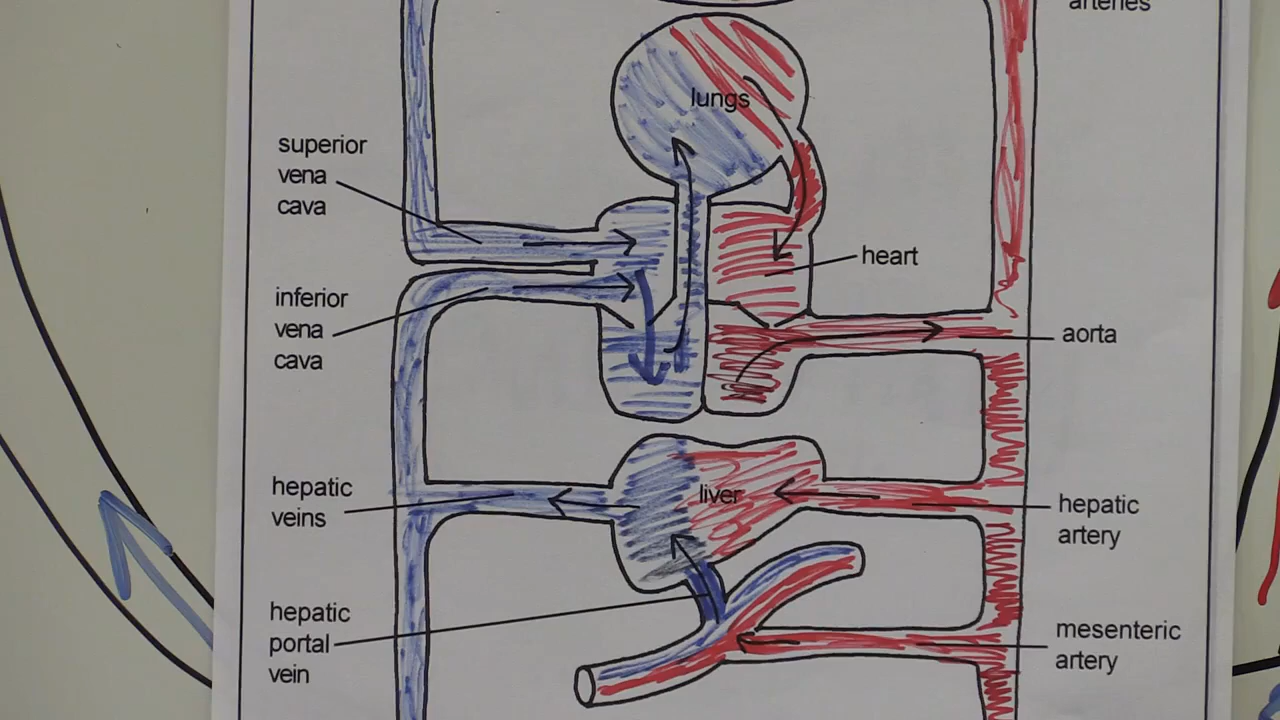 arteries
lungs
superior
vena
cava
heart
inferior
vena
cava
aorta
hepatic
veins
liver
hepatic
artery
hepatic
portal
vein
mesenteric
artery